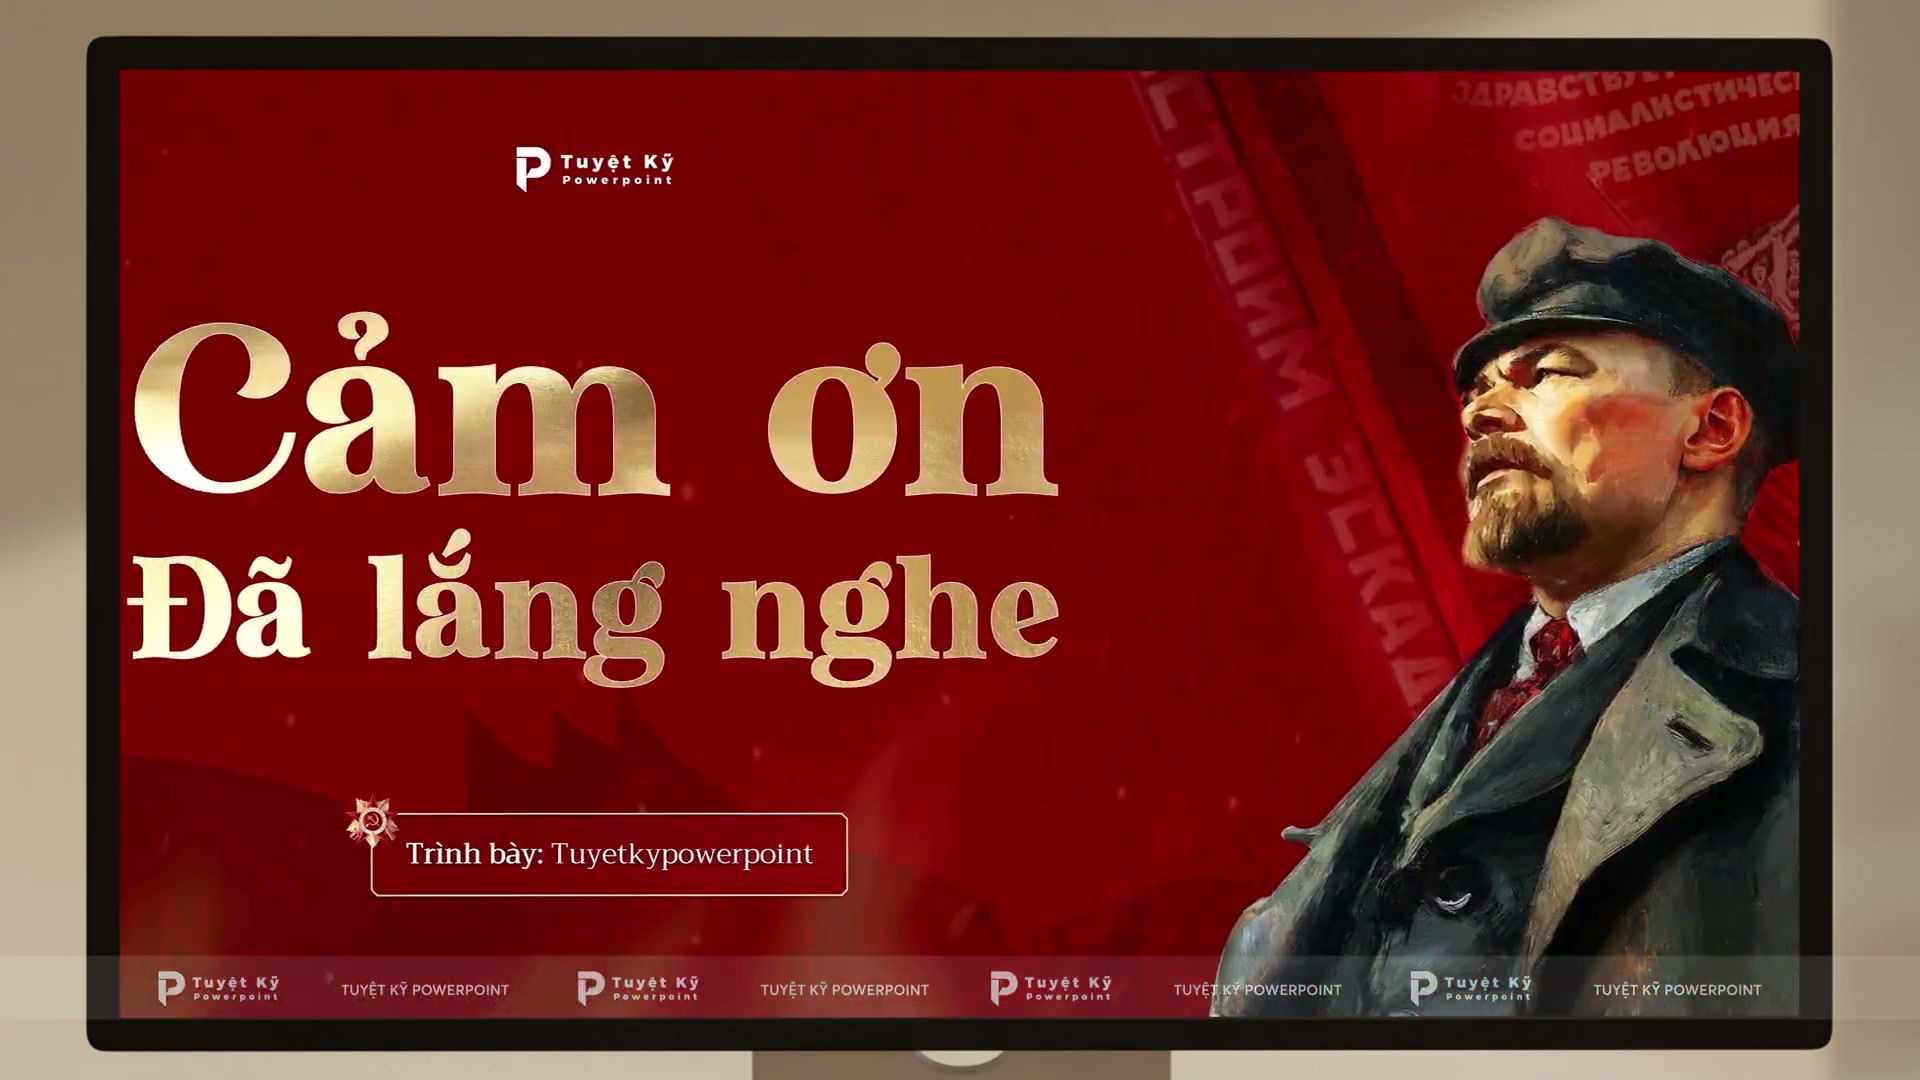 Tuyệt Kỹ
Powerpoint
ЗДРАВСТВУЕТ
СОЦИАЛИСТИЧЕС
РЕВОЛЮЦИЯ
СТРОИМ ЭСКАД
Cảm ơn
Đã lắng nghe
Trình bày: Tuyetkypowerpoint
Tuyệt Kỹ Powerpoint TUYỆT KỸ POWERPOINT Tuyệt Kỹ Powerpoint TUYỆT KỸ POWERPOINT Tuyệt Kỹ Powerpoint TUYỆT KỸ POWERPOINT Tuyệt Kỹ Powerpoint TUYỆT KỸ POWERPOINT